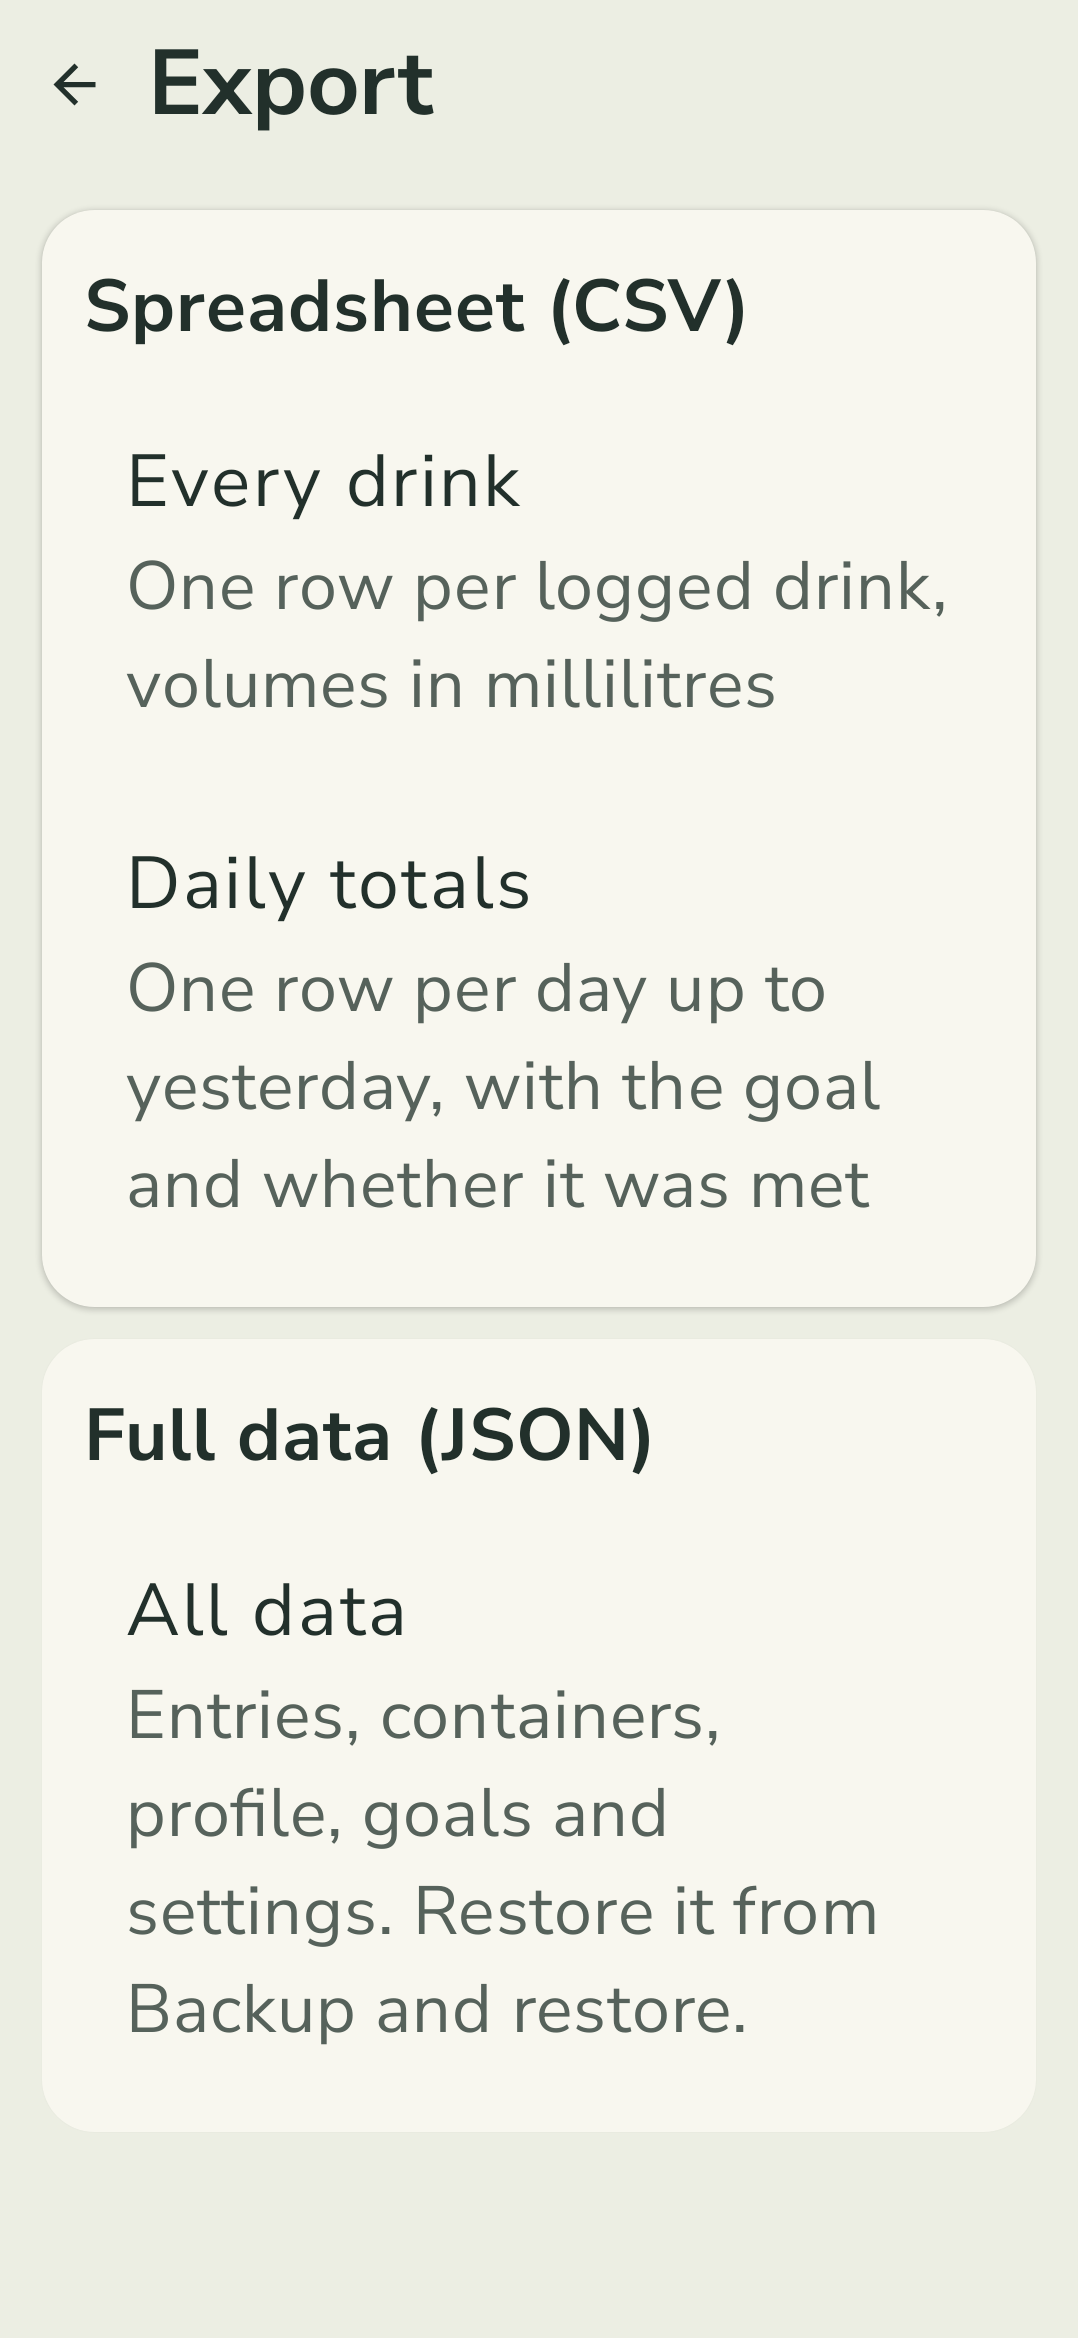 Export
Spreadsheet (CSV)
Every drink
One row per logged drink,
volumes in millilitres
Daily totals
One row per day up to
yesterday, with the goal
and whether it was met
Full data (JSON)
All data
Entries, containers,
profile, goals and
settings. Restore it from
Backup and restore.